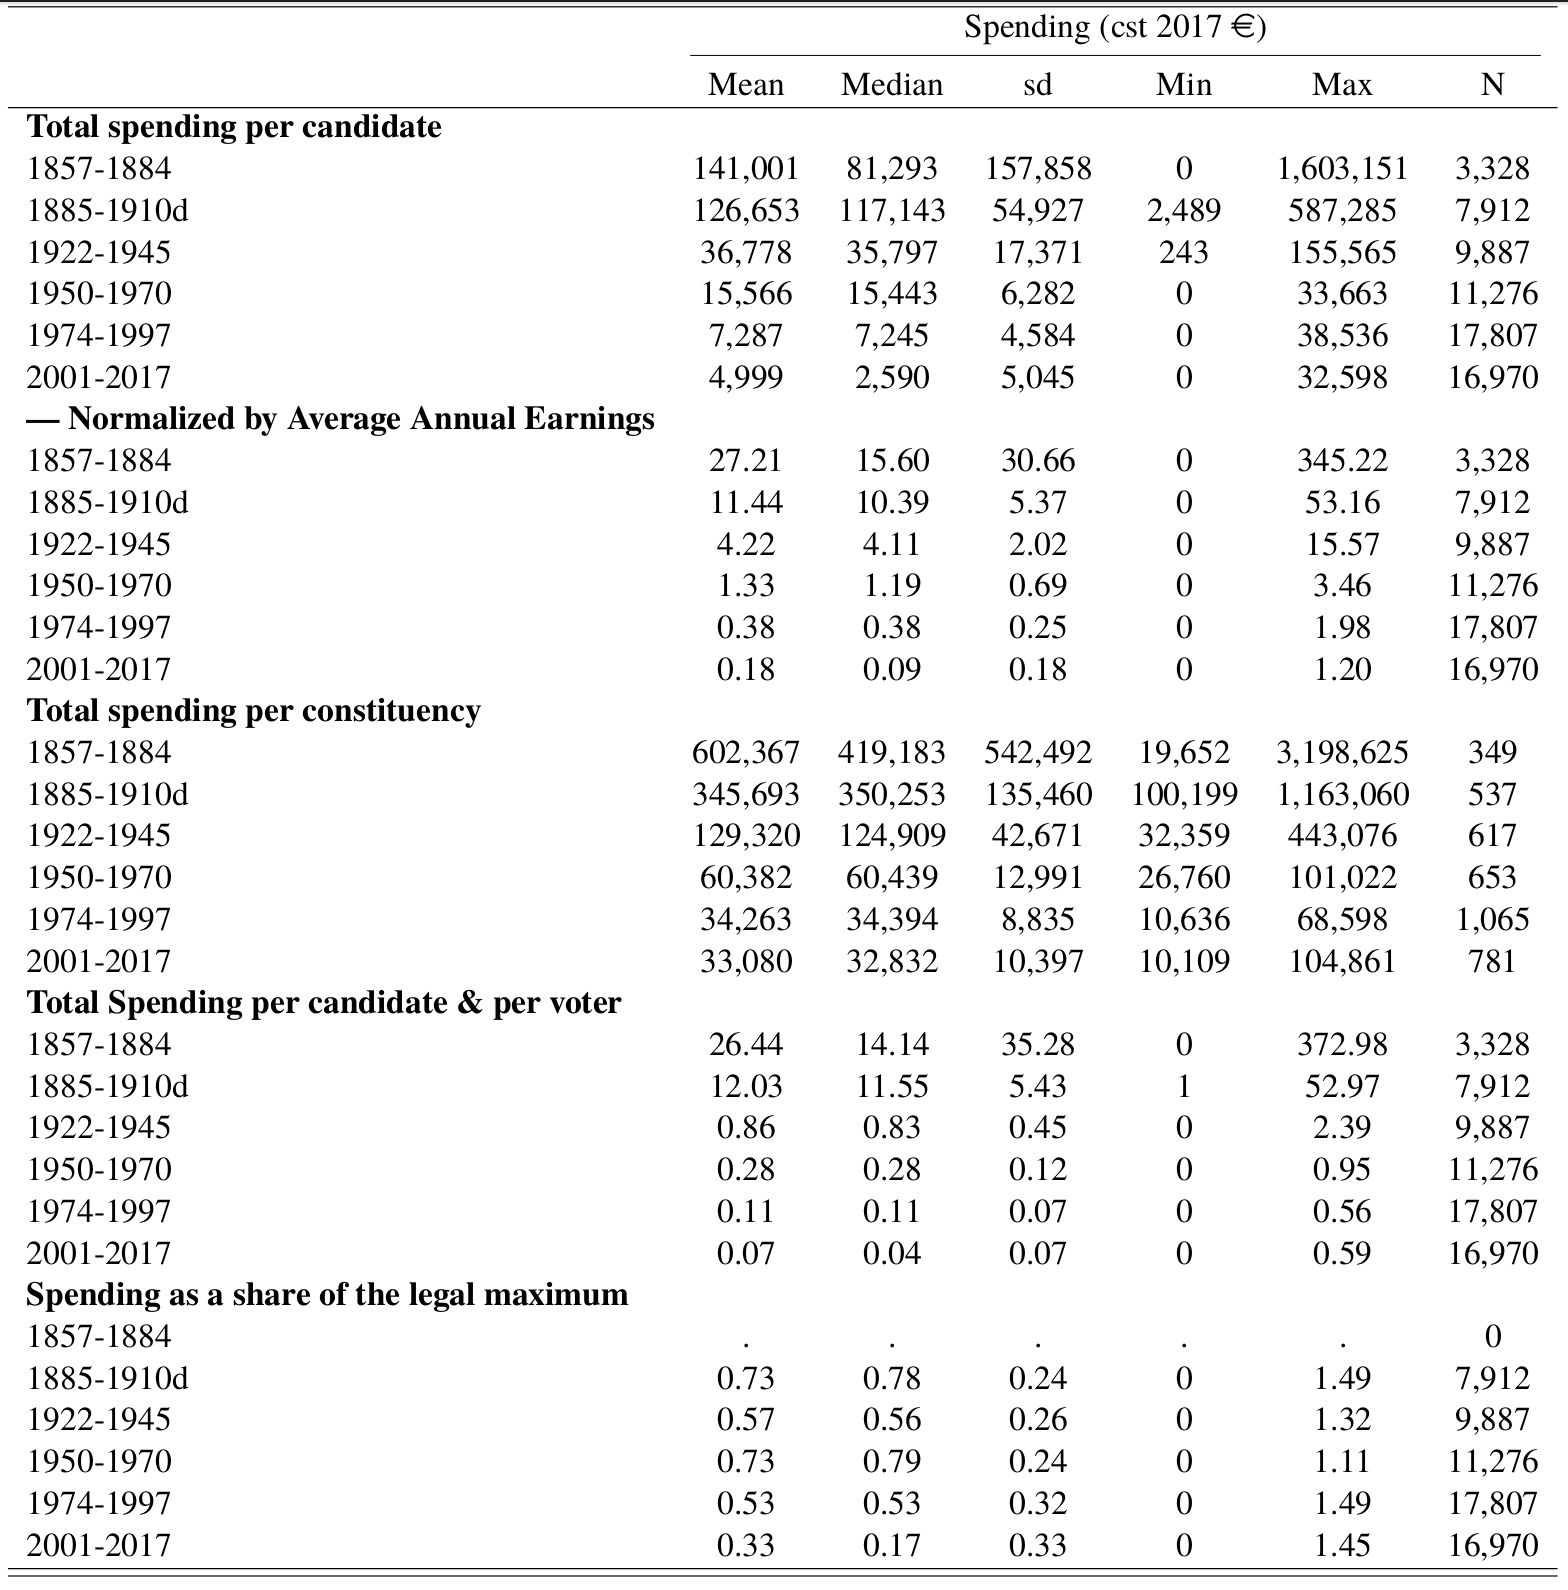 Spending (cst 2017 €)
Mean Median sd Min Max N
Total spending per candidate
1857-1884 141,001 81,293 157,858 0 1,603,151 3,328
1885-1910d 126,653 117,143 54,927 2,489 587,285 7,912
1922-1945 36,778 35,797 17,371 243 155,565 9,887
1950-1970 15,566 15,443 6,282 0 33,663 11,276
1974-1997 7,287 7,245 4,584 0 38,536 17,807
2001-2017 4,999 2,590 5,045 0 32,598 16,970
— Normalized by Average Annual Earnings
1857-1884 27.21 15.60 30.66 0 345.22 3,328
1885-1910d 11.44 10.39 5.37 0 53.16 7,912
1922-1945 4.22 4.11 2.02 0 15.57 9,887
1950-1970 1.33 1.19 0.69 0 3.46 11,276
1974-1997 0.38 0.38 0.25 0 1.98 17,807
2001-2017 0.18 0.09 0.18 0 1.20 16,970
Total spending per constituency
1857-1884 602,367 419,183 542,492 19,652 3,198,625 349
1885-1910d 345,693 350,253 135,460 100,199 1,163,060 537
1922-1945 129,320 124,909 42,671 32,359 443,076 617
1950-1970 60,382 60,439 12,991 26,760 101,022 653
1974-1997 34,263 34,394 8,835 10,636 68,598 1,065
2001-2017 33,080 32,832 10,397 10,109 104,861 781
Total Spending per candidate & per voter
1857-1884 26.44 14.14 35.28 0 372.98 3,328
1885-1910d 12.03 11.55 5.43 1 52.97 7,912
1922-1945 0.86 0.83 0.45 0 2.39 9,887
1950-1970 0.28 0.28 0.12 0 0.95 11,276
1974-1997 0.11 0.11 0.07 0 0.56 17,807
2001-2017 0.07 0.04 0.07 0 0.59 16,970
Spending as a share of the legal maximum
1857-1884 . . . . . 0
1885-1910d 0.73 0.78 0.24 0 1.49 7,912
1922-1945 0.57 0.56 0.26 0 1.32 9,887
1950-1970 0.73 0.79 0.24 0 1.11 11,276
1974-1997 0.53 0.53 0.32 0 1.49 17,807
2001-2017 0.33 0.17 0.33 0 1.45 16,970